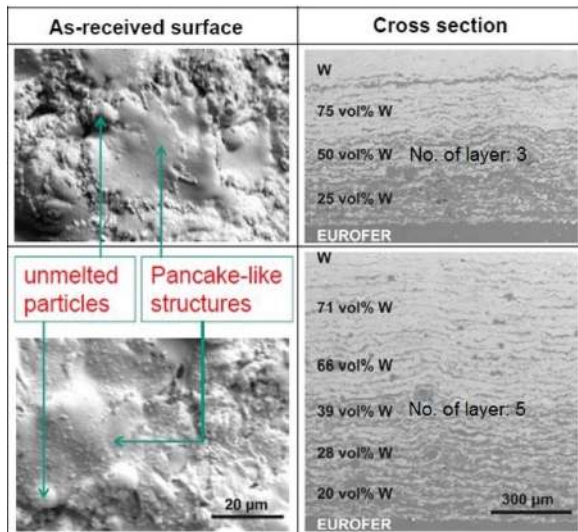 As-received surface
Cross section
W
75 vol% W
50 vol% W
No. of layer: 3
25 vol% W
EUROFER
unmelted
particles
Pancake-like
structures
20 µm
W
71 vol% W
66 vol% W
39 vol% W
No. of layer: 5
28 vol% W
20 vol% W
300 µm
EUROFER